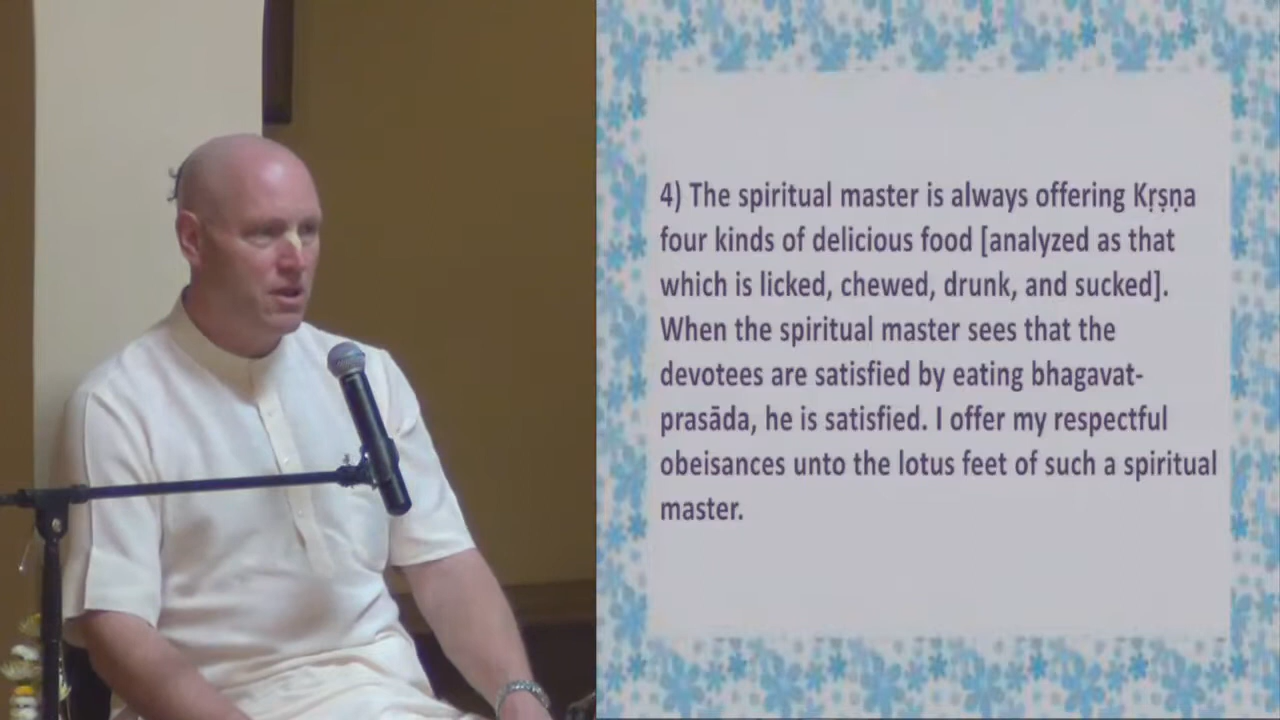 4) The spiritual master is always offering Kṛṣṇa
four kinds of delicious food [analyzed as that
which is licked, chewed, drunk, and sucked].
When the spiritual master sees that the
devotees are satisfied by eating bhagavat-
prasāda, he is satisfied. I offer my respectful
obeisances unto the lotus feet of such a spiritual
master.